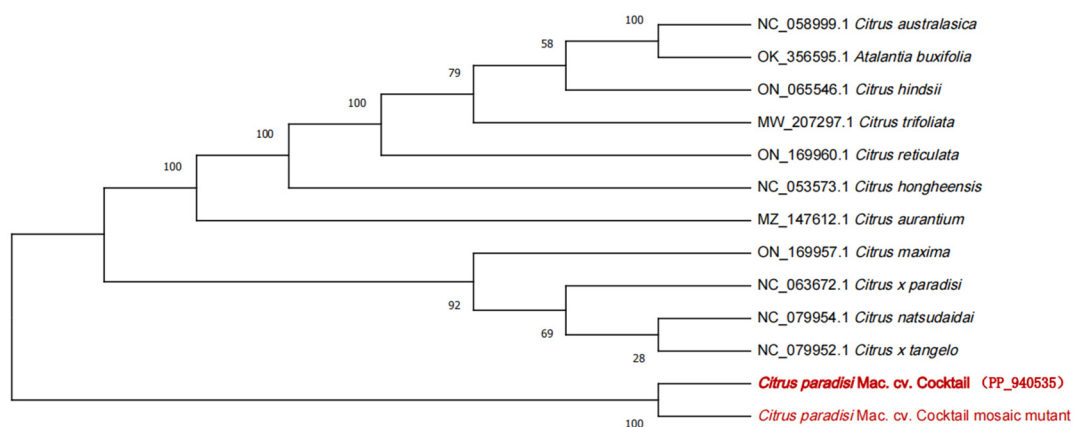 100
NC_058999.1 Citrus australasica
58
OK_356595.1 Atalantia buxifolia
79
ON_065546.1 Citrus hindsii
100
MW_207297.1 Citrus trifoliata
100
ON_169960.1 Citrus reticulata
100
NC_053573.1 Citrus hongheensis
MZ_147612.1 Citrus aurantium
ON_169957.1 Citrus maxima
NC_063672.1 Citrus x paradisi
92
NC_079954.1 Citrus natsudaidai
69
NC_079952.1 Citrus x tangelo
28
Citrus paradisi Mac. cv. Cocktail （PP_940535）
Citrus paradisi Mac. cv. Cocktail mosaic mutant
100